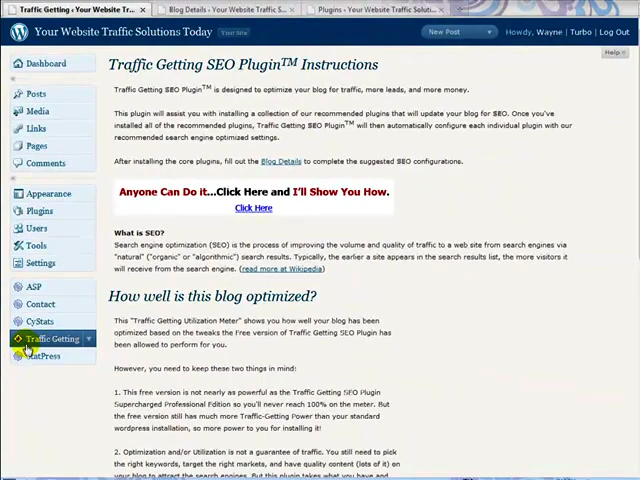 Traffic Getting ‹ Your Website Tr...
Blog Details ‹ Your Website Traffic S...
Plugins ‹ Your Website Traffic Soluti...
Your Website Traffic Solutions Today
Your Site
New Post
Howdy, Wayne | Turbo | Log Out
Help
Dashboard
Posts
Media
Links
Pages
Comments
Appearance
Plugins
Users
Tools
Settings
ASP
Contact
CyStats
Traffic Getting
StatPress
Traffic Getting SEO Plugin™ Instructions
Traffic Getting SEO Plugin™ is designed to optimize your blog for traffic, more leads, and more money.
This plugin will assist you with installing a collection of our recommended plugins that will update your blog for SEO. Once you've
installed all of the recommended plugins, Traffic Getting SEO Plugin™ will then automatically configure each individual plugin with our
recommended search engine optimized settings.
After installing the core plugins, fill out the Blog Details to complete the suggested SEO configurations.
Anyone Can Do it...Click Here and I'll Show You How.
Click Here
What is SEO?
Search engine optimization (SEO) is the process of improving the volume and quality of traffic to a web site from search engines via
"natural" ("organic" or "algorithmic") search results. Typically, the earlier a site appears in the search results list, the more visitors it
will receive from the search engine. (read more at Wikipedia)
How well is this blog optimized?
This "Traffic Getting Utilization Meter" shows you how well your blog has been
optimized based on the tweaks the Free version of Traffic Getting SEO Plugin has
been allowed to perform for you.
However, you need to keep these two things in mind:
1. This free version is not nearly as powerful as the Traffic Getting SEO Plugin
Supercharged Professional Edition so you'll never reach 100% on the meter. But
the free version still has much more Traffic-Getting Power than your standard
wordpress installation, so more power to you for installing it!
2. Optimization and/or Utilization is not a guarantee of traffic. You still need to pick
the right keywords, target the right markets, and have quality content (lots of it) on
your blog to attract the search engines. But this plugin takes what you have and